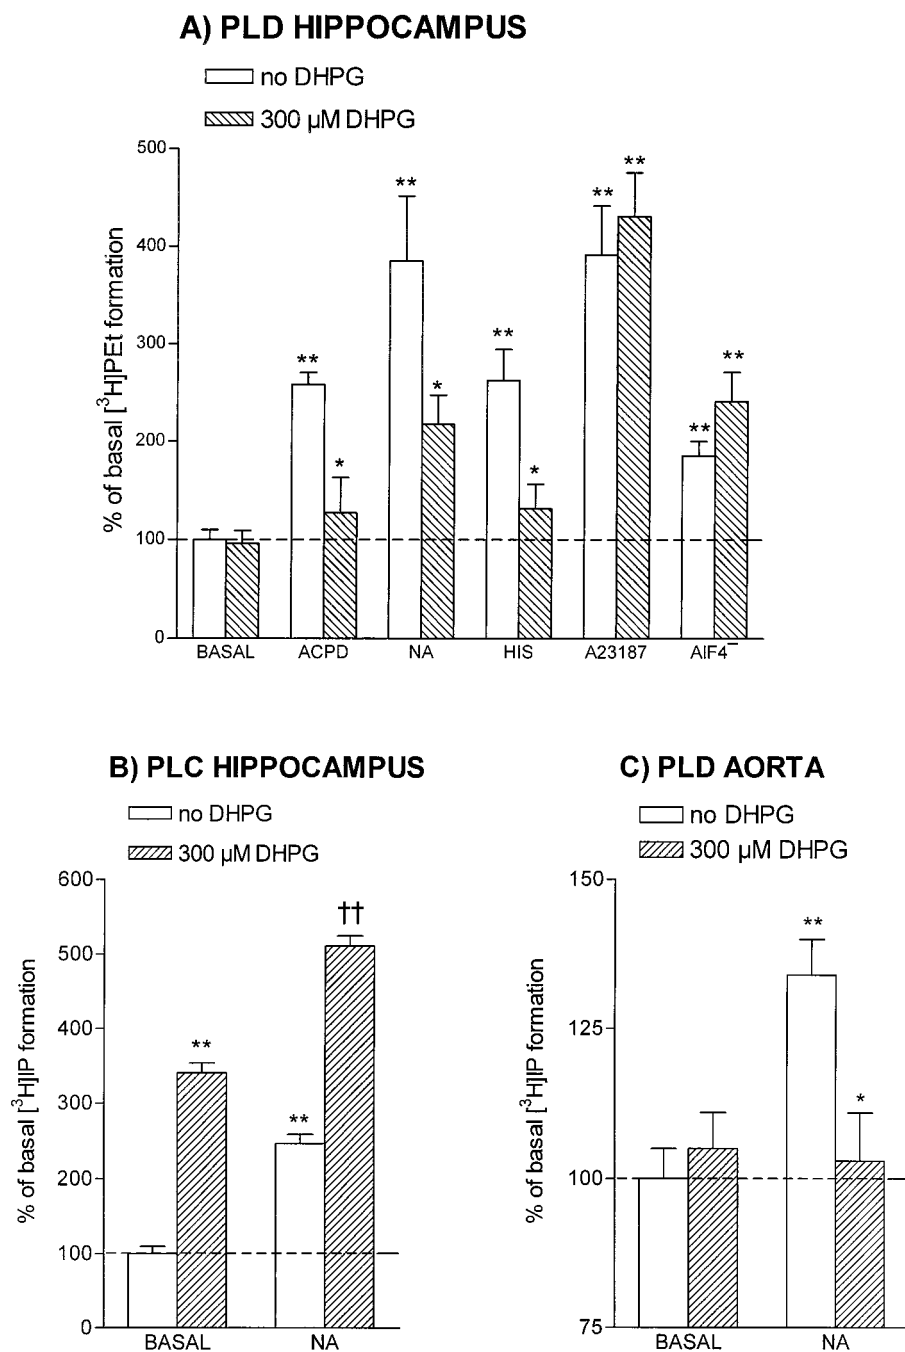 A) PLD HIPPOCAMPUS
no DHPG
300 µM DHPG
% of basal [³H]PEt formation
500
400
300
200
100
0
** ** ** ** ** ** **
* * *
**
BASAL ACPD NA HIS A23187 AlF4⁻
B) PLC HIPPOCAMPUS
no DHPG
300 µM DHPG
% of basal [³H]IP formation
600
500
400
300
200
100
0
**
**
††
BASAL NA
C) PLD AORTA
no DHPG
300 µM DHPG
% of basal [³H]IP formation
150
125
100
75
**
*
BASAL NA